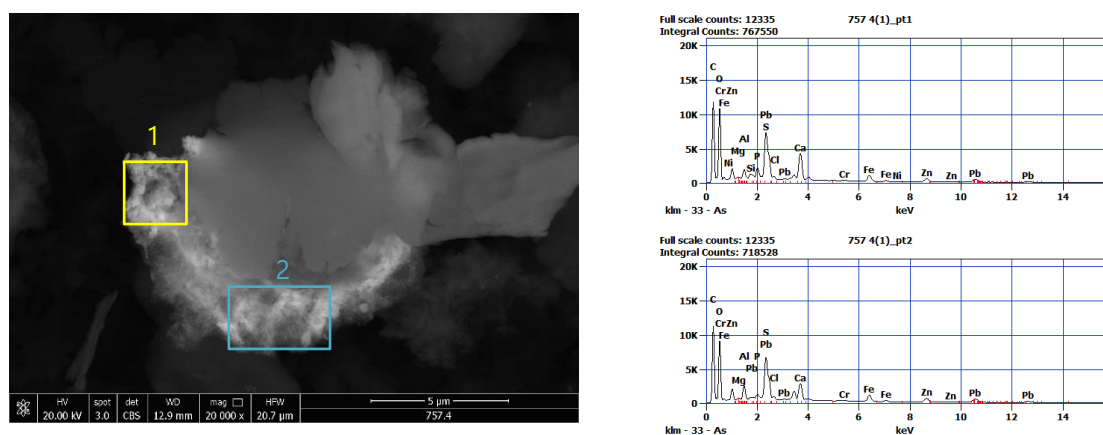 1
2
HV spot det WD mag □ HFW
20.00 kV 3.0 CBS 12.9 mm 20 000 x 20.7 µm
5 µm
757.4
Full scale counts: 12335 757 4(1)_pt1
Integral Counts: 767550
20K
15K
10K
5K
0K
C
O
CrZn
Fe
Ni
Mg
Al
Si
P
Pb
S
Cl
Pb
Ca
Cr
Fe
Fe
Ni
Zn
Zn
Pb
Pb
0 2 4 6 8 10 12 14
klm - 33 - As keV
Full scale counts: 12335 757 4(1)_pt2
Integral Counts: 718528
20K
15K
10K
5K
0K
C
O
CrZn
Fe
Mg
Al
Pb
P
S
Pb
Cl
Pb
Ca
Cr
Fe
Fe
Zn
Zn
Pb
Pb
0 2 4 6 8 10 12 14
klm - 33 - As keV